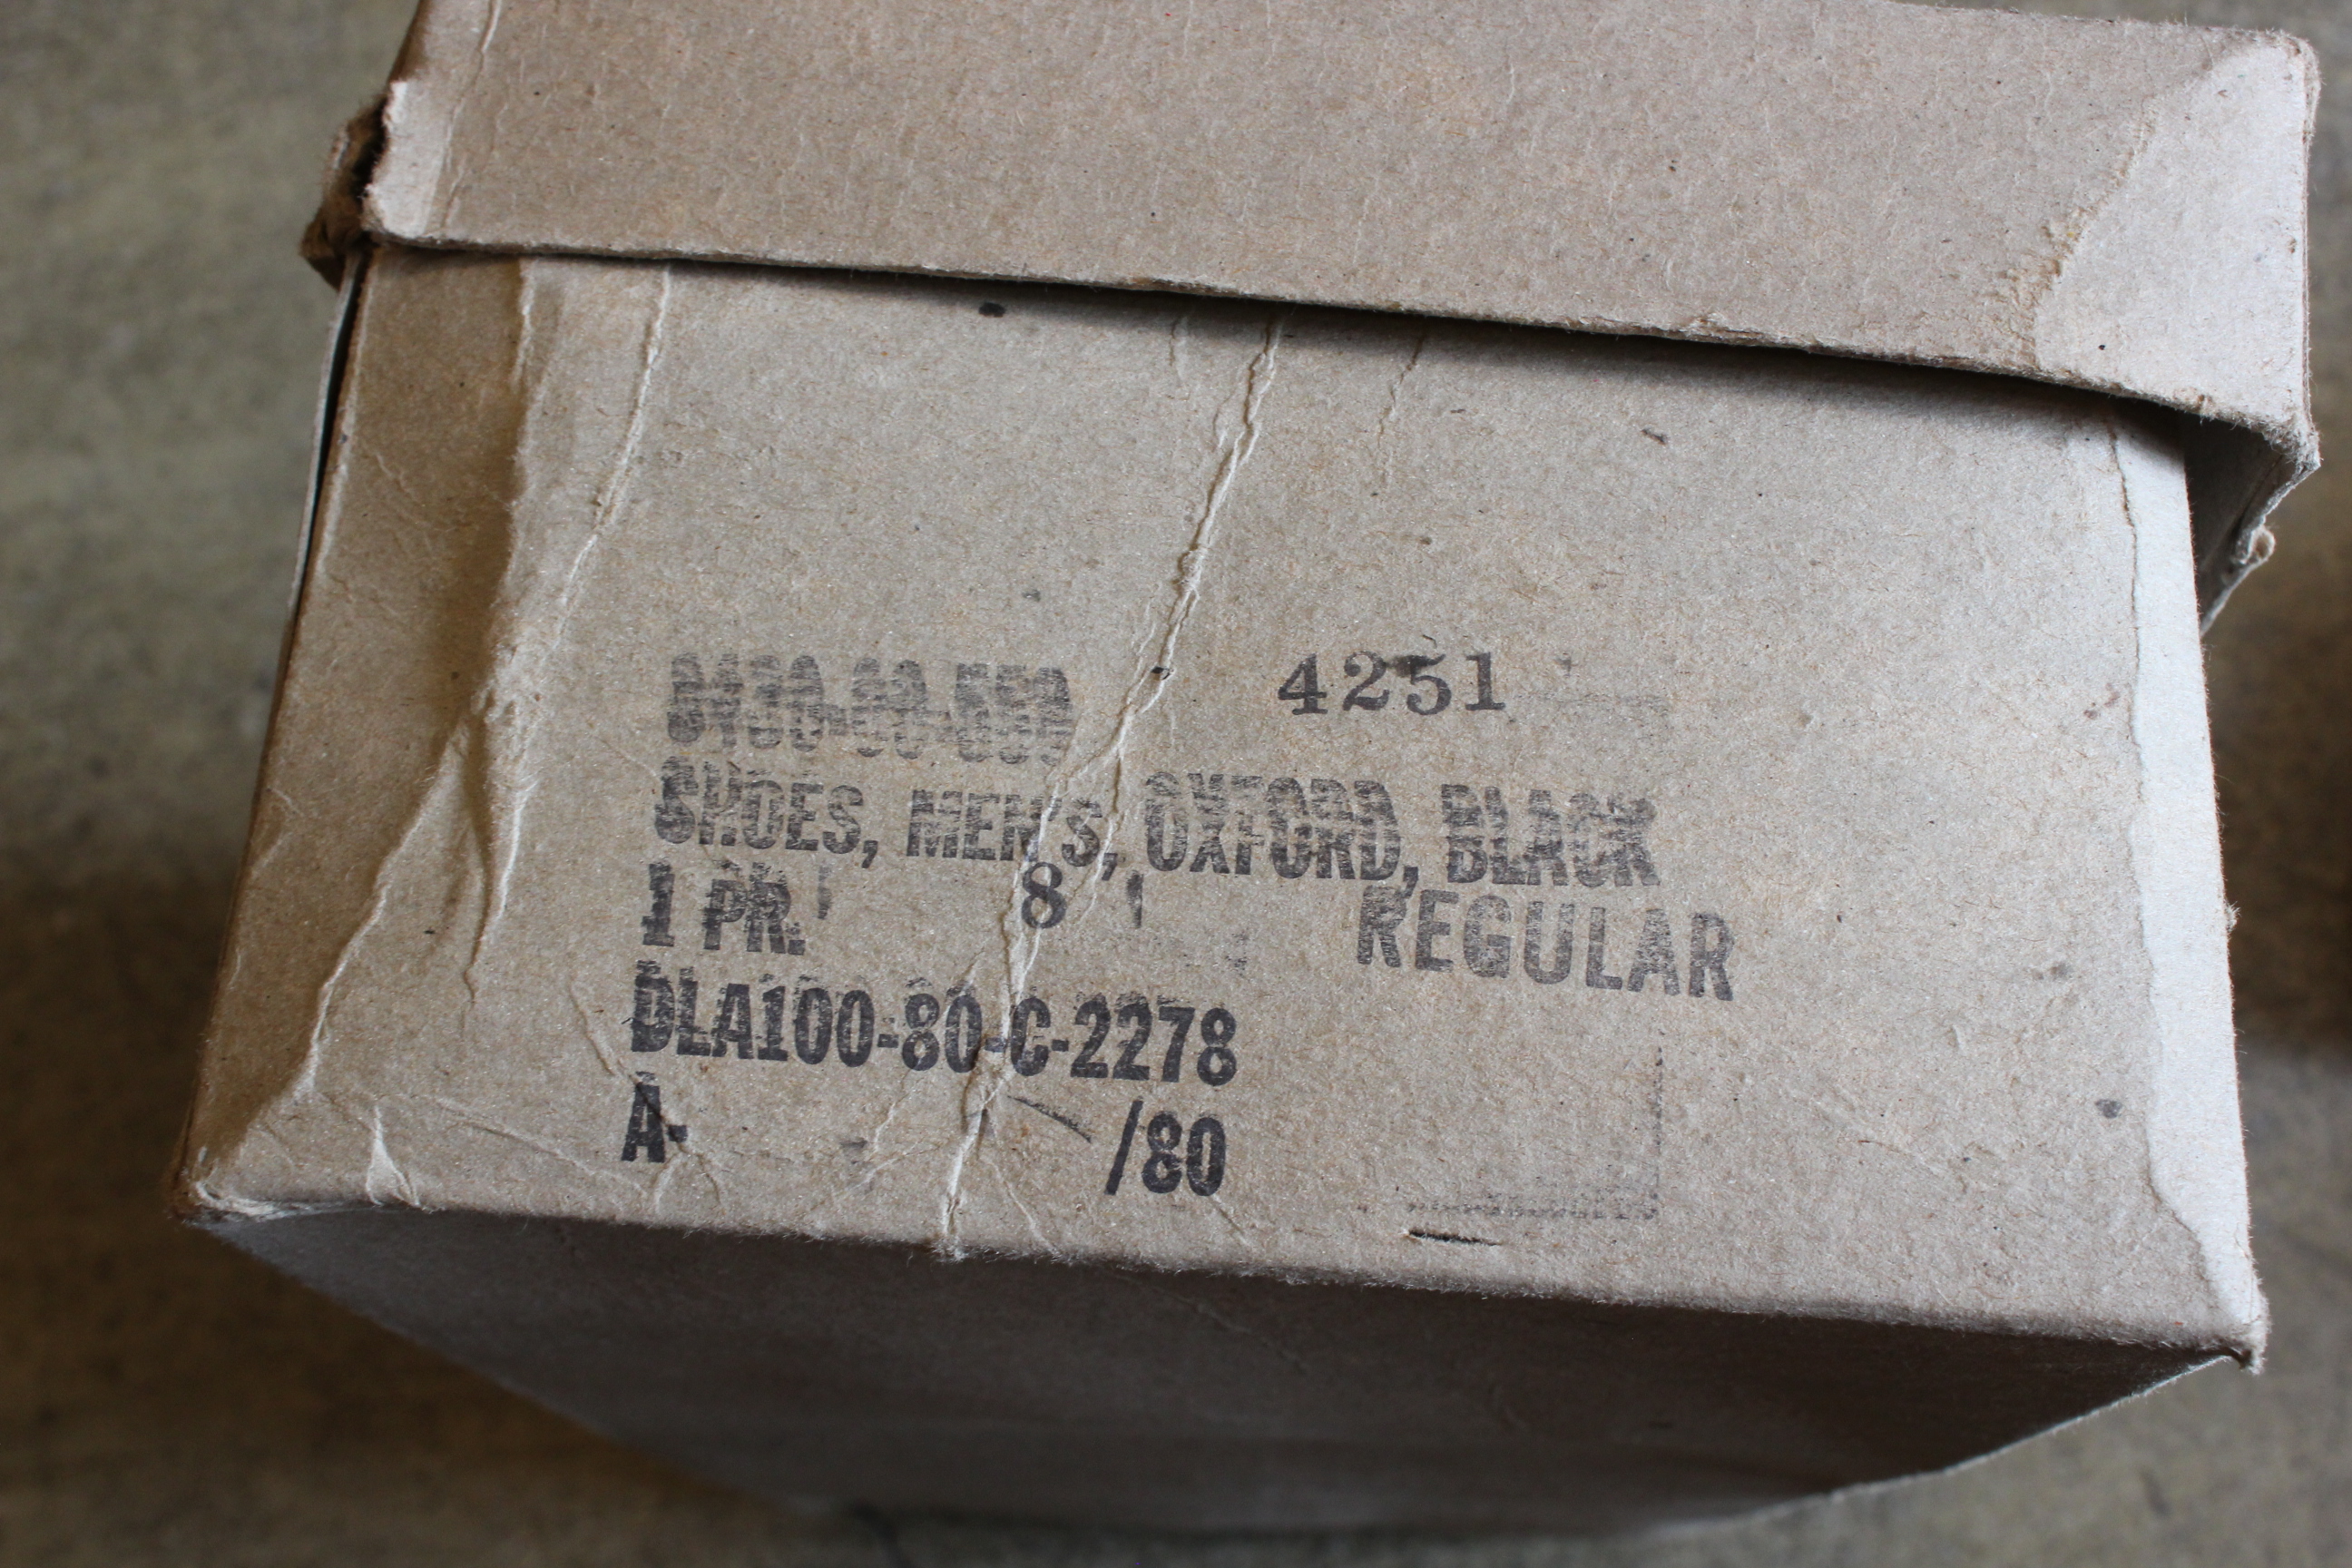 4251
SHOES, MEN'S, OXFORD, BLACK
1 PR. 8 REGULAR
DLA100-80-C-2278
A- /80